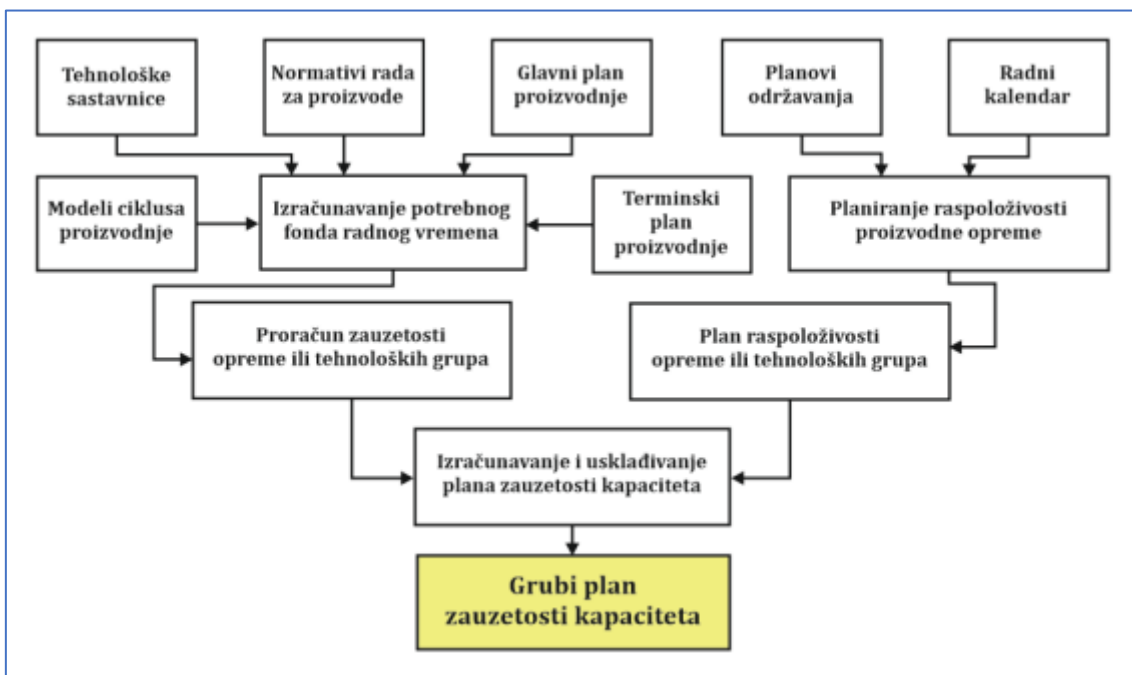 Tehnološke
sastavnice
Normativi rada
za proizvode
Glavni plan
proizvodnje
Planovi
održavanja
Radni
kalendar
Modeli ciklusa
proizvodnje
Izračunavanje potrebnog
fonda radnog vremena
Terminski
plan
proizvodnje
Planiranje raspoloživosti
proizvodne opreme
Proračun zauzetosti
opreme ili tehnoloških grupa
Plan raspoloživosti
opreme ili tehnoloških grupa
Izračunavanje i usklađivanje
plana zauzetosti kapaciteta
Grubi plan
zauzetosti kapaciteta